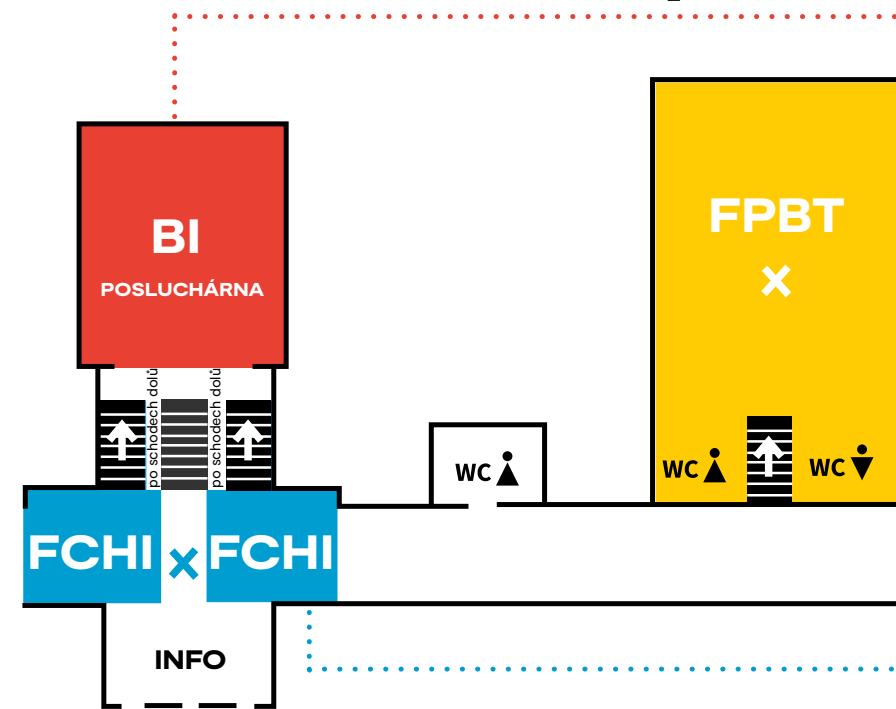 BI
POSLUCHÁRNA
FPBT
×
po schodech dolů
po schodech dolů
WC
WC
WC
FCHI × FCHI
INFO